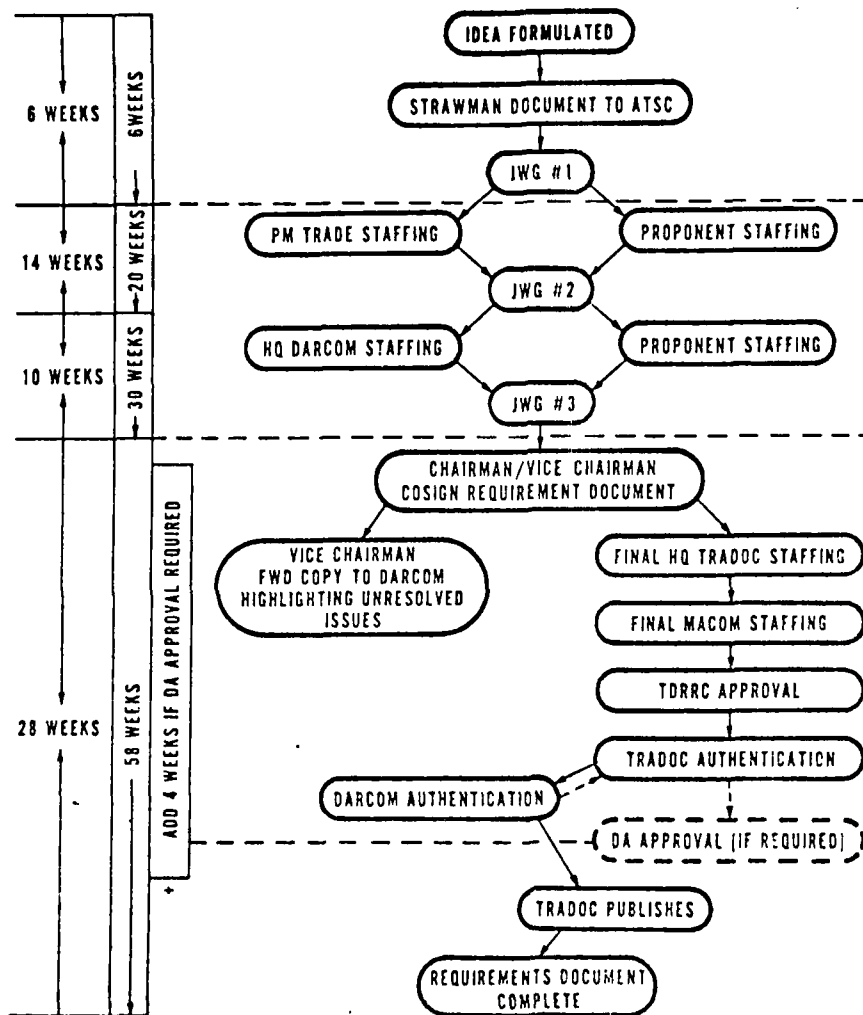 IDEA FORMULATED
STRAWMAN DOCUMENT TO ATSC
JWG #1
6 WEEKS
6WEEKS
PM TRADE STAFFING
PROPONENT STAFFING
14 WEEKS
20 WEEKS
JWG #2
HQ DARCOM STAFFING
PROPONENT STAFFING
10 WEEKS
30 WEEKS
JWG #3
CHAIRMAN/VICE CHAIRMAN
COSIGN REQUIREMENT DOCUMENT
VICE CHAIRMAN
FWD COPY TO DARCOM
HIGHLIGHTING UNRESOLVED
ISSUES
FINAL HQ TRADOC STAFFING
FINAL MACOM STAFFING
TDRRC APPROVAL
28 WEEKS
58 WEEKS
+ ADD 4 WEEKS IF DA APPROVAL REQUIRED
TRADOC AUTHENTICATION
DARCOM AUTHENTICATION
DA APPROVAL (IF REQUIRED)
TRADOC PUBLISHES
REQUIREMENTS DOCUMENT
COMPLETE